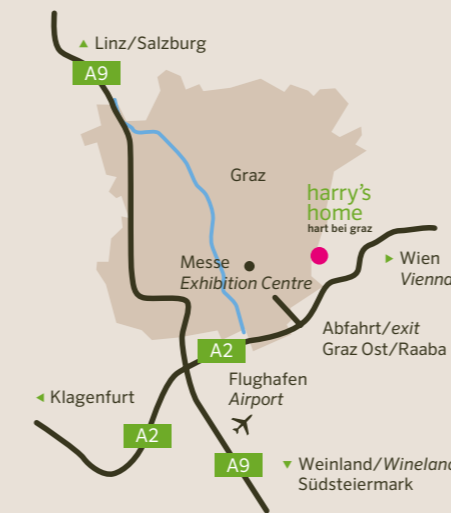 Linz/Salzburg
A9
Graz
harry's
home
hart bei graz
Messe
Exhibition Centre
Wien
Vienna
Abfahrt/exit
Graz Ost/Raaba
A2
Flughafen
Airport
Klagenfurt
A2
A9
Weinland/Wineland
Südsteiermark